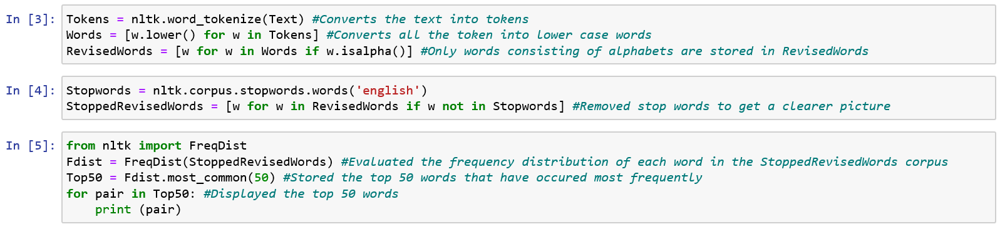 In [3]: Tokens = nltk.word_tokenize(Text) #Converts the text into tokens
Words = [w.lower() for w in Tokens] #Converts all the token into lower case words
RevisedWords = [w for w in Words if w.isalpha()] #Only words consisting of alphabets are stored in RevisedWords
In [4]: Stopwords = nltk.corpus.stopwords.words('english')
StoppedRevisedWords = [w for w in RevisedWords if w not in Stopwords] #Removed stop words to get a clearer picture
In [5]: from nltk import FreqDist
Fdist = FreqDist(StoppedRevisedWords) #Evaluated the frequency distribution of each word in the StoppedRevisedWords corpus
Top50 = Fdist.most_common(50) #Stored the top 50 words that have occured most frequently
for pair in Top50: #Displayed the top 50 words
    print (pair)